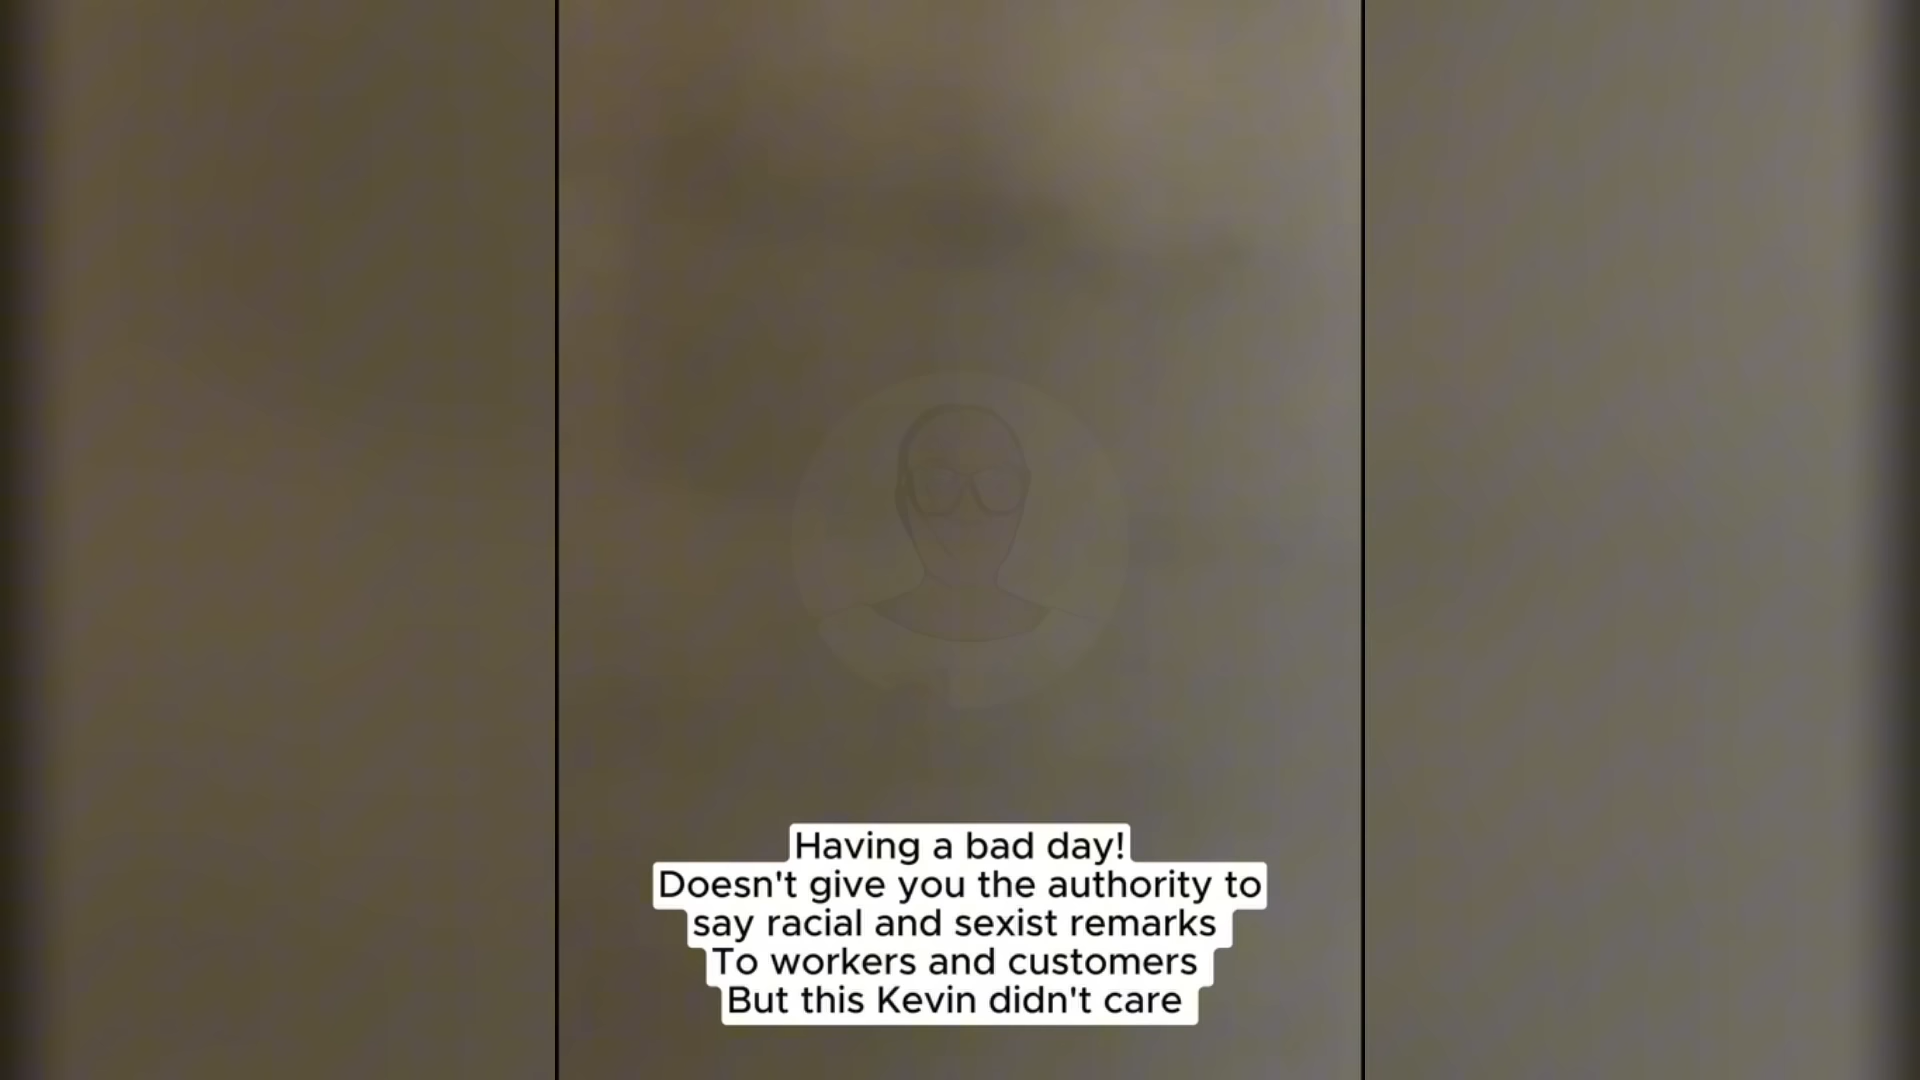 Having a bad day!
Doesn't give you the authority to
say racial and sexist remarks
To workers and customers
But this Kevin didn't care